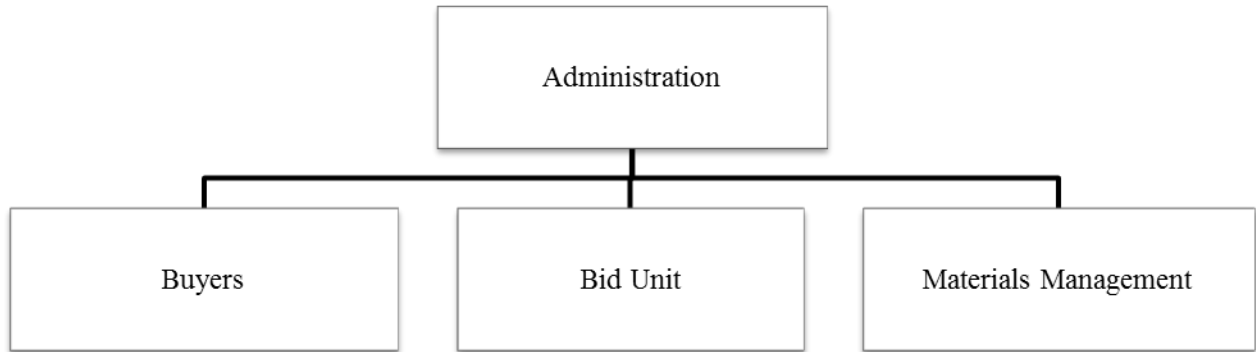 Administration
Buyers
Bid Unit
Materials Management